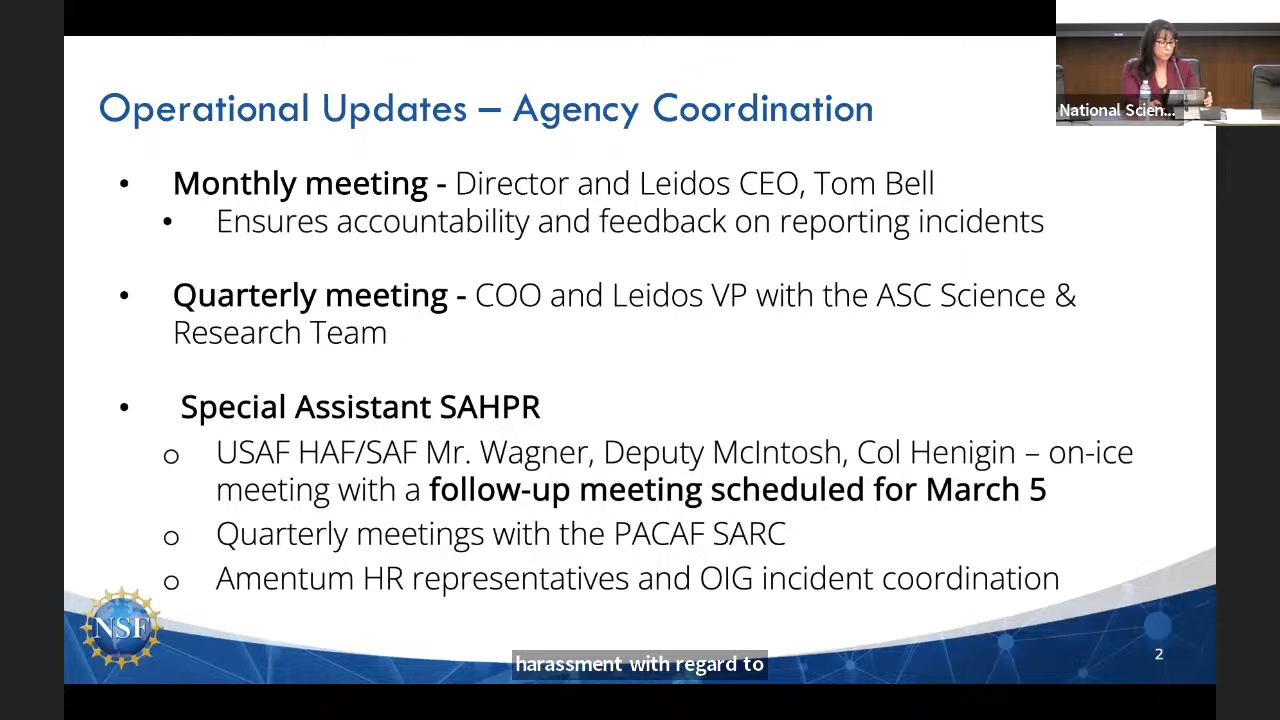 National Scien...
Operational Updates – Agency Coordination
• Monthly meeting - Director and Leidos CEO, Tom Bell
• Ensures accountability and feedback on reporting incidents
• Quarterly meeting - COO and Leidos VP with the ASC Science &
Research Team
• Special Assistant SAHPR
o USAF HAF/SAF Mr. Wagner, Deputy McIntosh, Col Henigin – on-ice
meeting with a follow-up meeting scheduled for March 5
o Quarterly meetings with the PACAF SARC
o Amentum HR representatives and OIG incident coordination
NSF
harassment with regard to
2